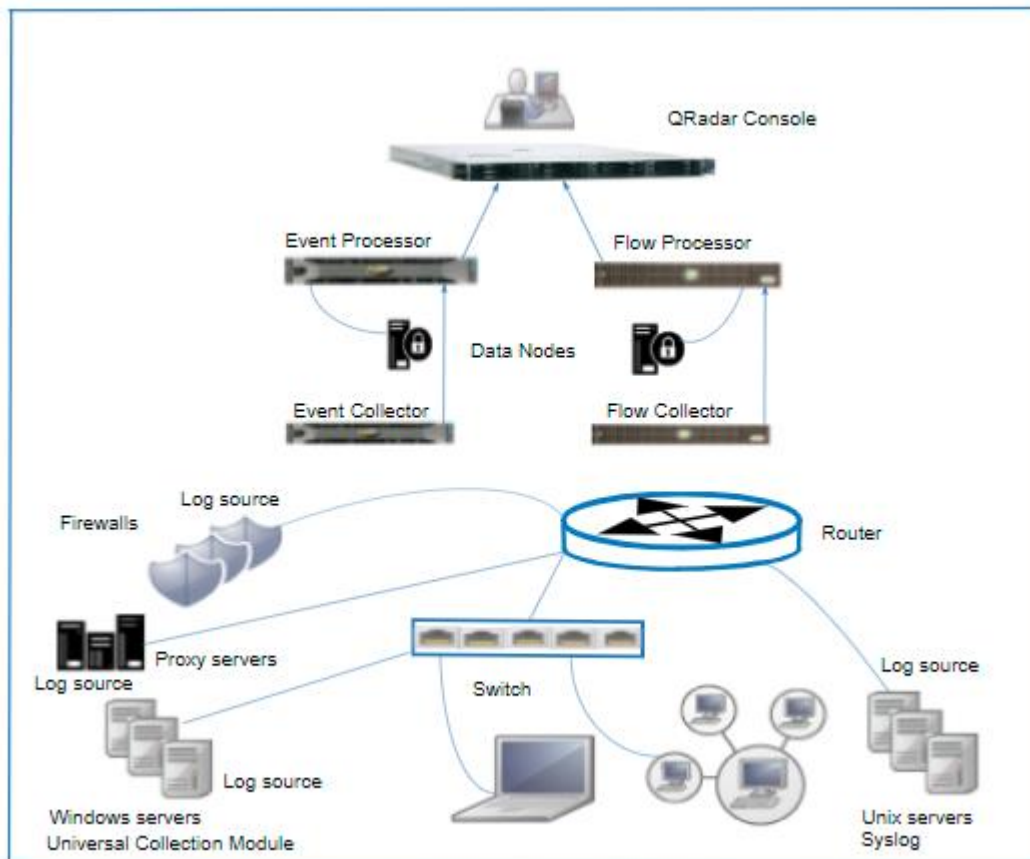 QRadar Console
Event Processor
Flow Processor
Data Nodes
Event Collector
Flow Collector
Log source
Firewalls
Router
Proxy servers
Log source
Switch
Log source
Log source
Windows servers
Universal Collection Module
Unix servers
Syslog